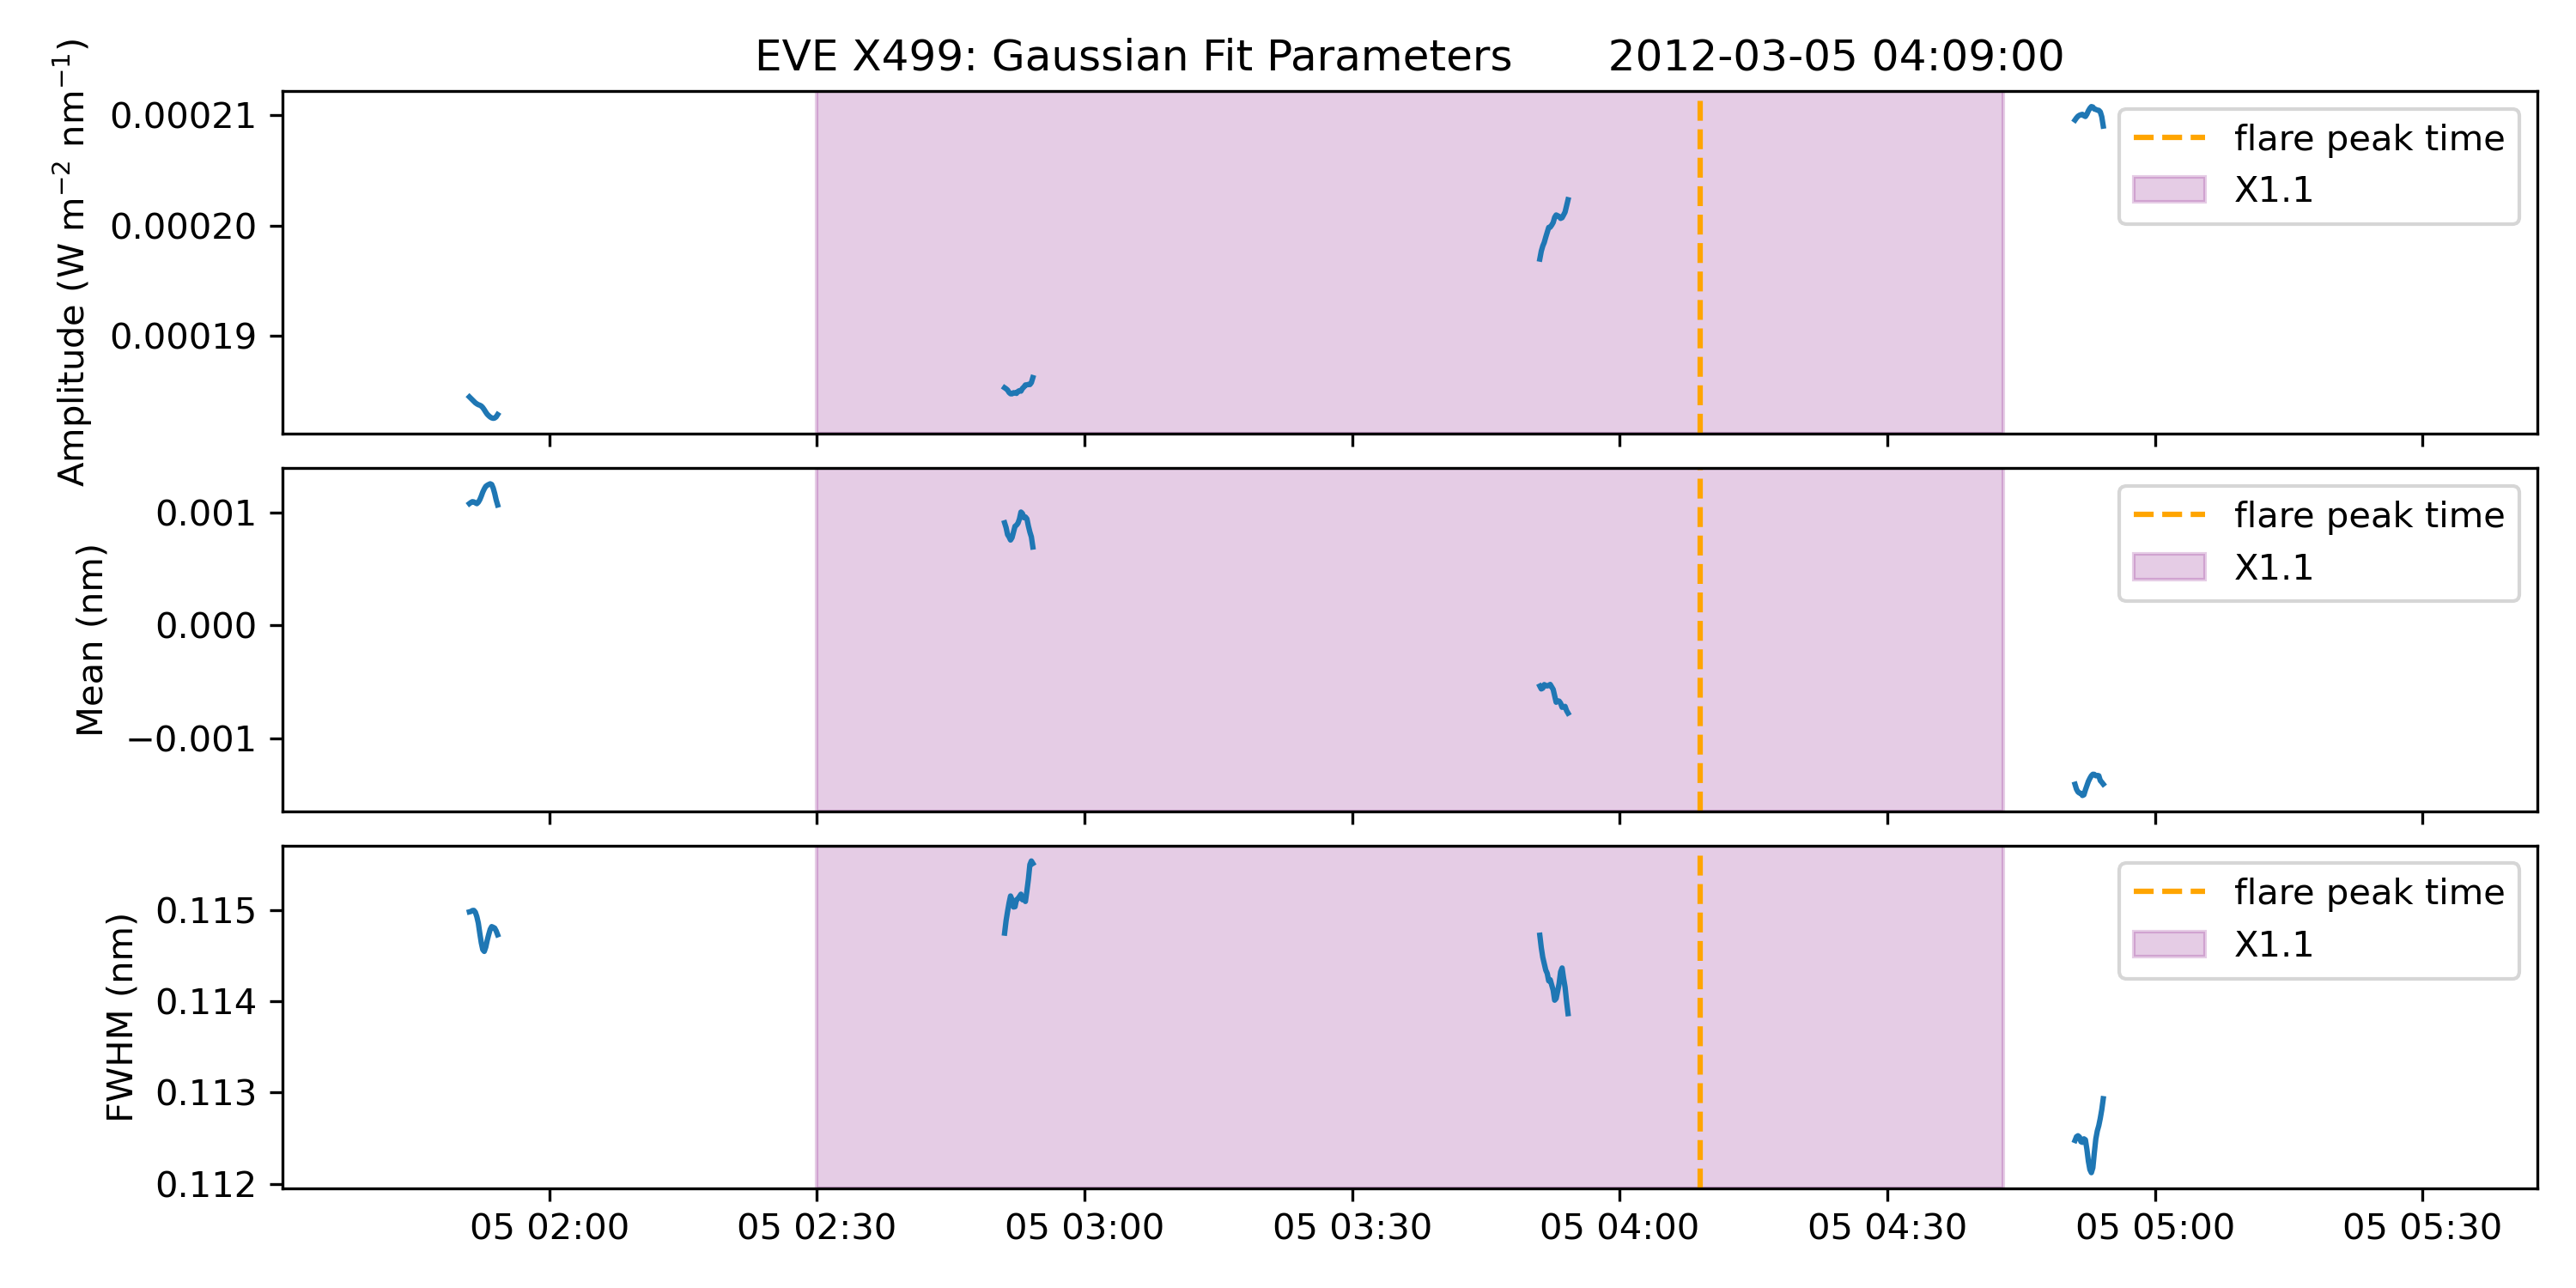 EVE X499: Gaussian Fit Parameters 2012-03-05 04:09:00
Amplitude (W m⁻² nm⁻¹)
0.00021
0.00020
0.00019
flare peak time
X1.1
Mean (nm)
0.001
0.000
−0.001
flare peak time
X1.1
FWHM (nm)
0.115
0.114
0.113
0.112
flare peak time
X1.1
05 02:00 05 02:30 05 03:00 05 03:30 05 04:00 05 04:30 05 05:00 05 05:30